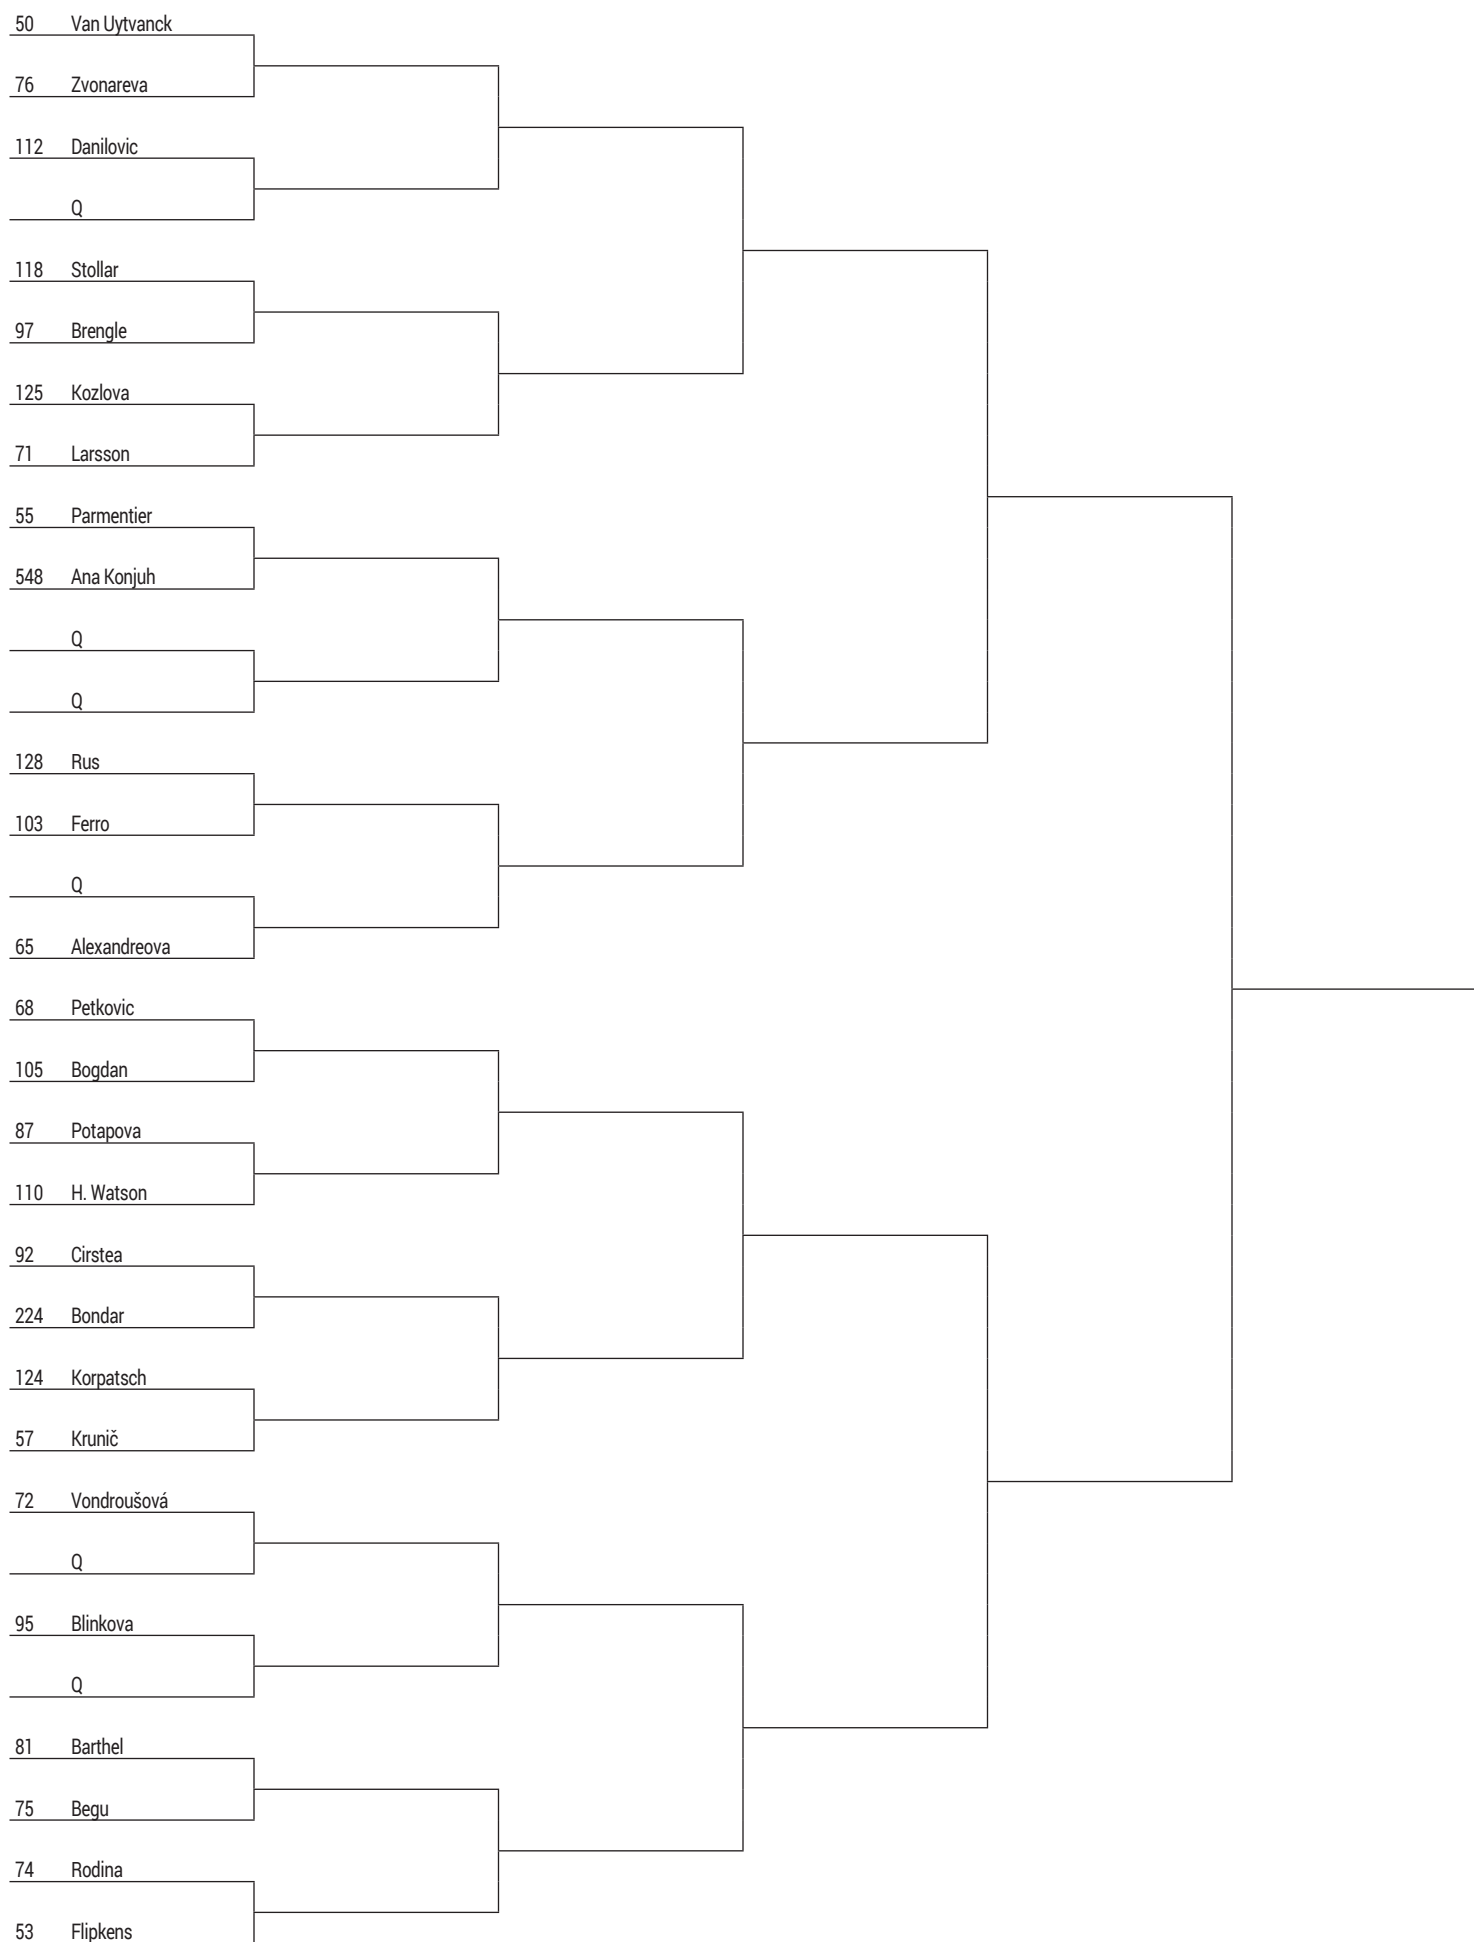 50 Van Uytvanck
76 Zvonareva
112 Danilovic
Q
118 Stollar
97 Brengle
125 Kozlova
71 Larsson
55 Parmentier
548 Ana Konjuh
Q
Q
128 Rus
103 Ferro
Q
65 Alexandreova
68 Petkovic
105 Bogdan
87 Potapova
110 H. Watson
92 Cirstea
224 Bondar
124 Korpatsch
57 Krunič
72 Vondroušová
Q
95 Blinkova
Q
81 Barthel
75 Begu
74 Rodina
53 Flipkens